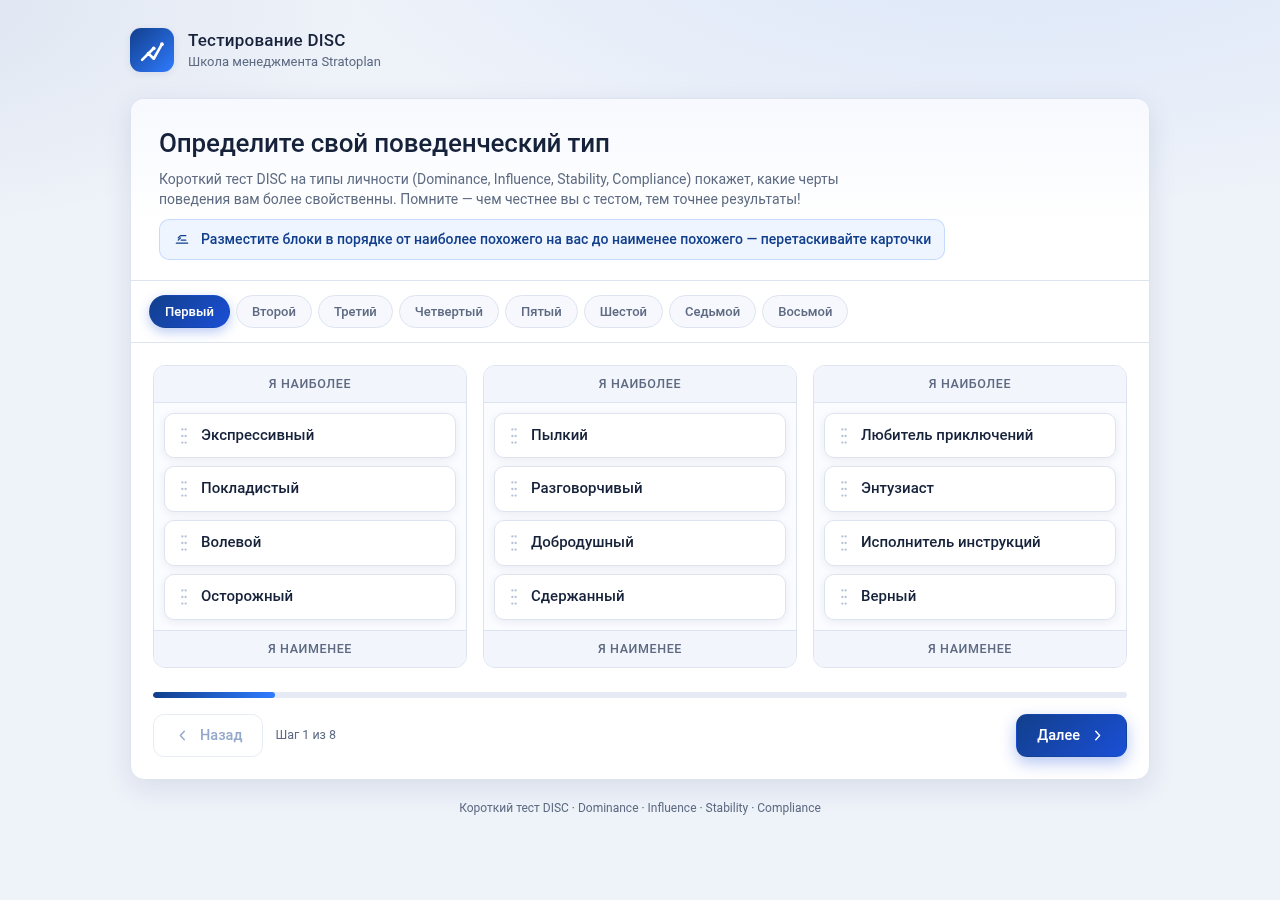 Тестирование DISC
Школа менеджмента Stratoplan
Определите свой поведенческий тип
Короткий тест DISC на типы личности (Dominance, Influence, Stability, Compliance) покажет, какие черты
поведения вам более свойственны. Помните — чем честнее вы с тестом, тем точнее результаты!
Разместите блоки в порядке от наиболее похожего на вас до наименее похожего — перетаскивайте карточки
Первый
Второй
Третий
Четвертый
Пятый
Шестой
Седьмой
Восьмой
Я НАИБОЛЕЕ
Экспрессивный
Покладистый
Волевой
Осторожный
Я НАИМЕНЕЕ
Я НАИБОЛЕЕ
Пылкий
Разговорчивый
Добродушный
Сдержанный
Я НАИМЕНЕЕ
Я НАИБОЛЕЕ
Любитель приключений
Энтузиаст
Исполнитель инструкций
Верный
Я НАИМЕНЕЕ
Назад
Шаг 1 из 8
Далее
Короткий тест DISC · Dominance · Influence · Stability · Compliance